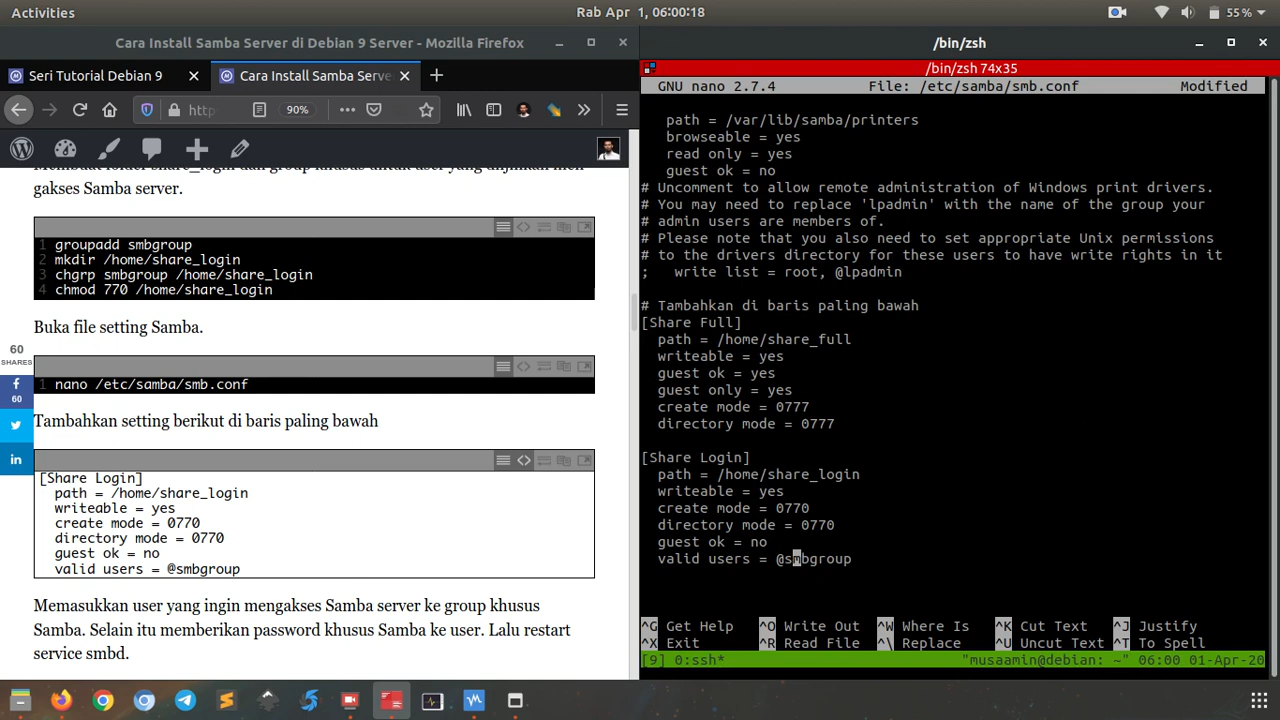 Activities
Rab Apr 1, 06:00:18
55%
Cara Install Samba Server di Debian 9 Server - Mozilla Firefox
Seri Tutorial Debian 9
Cara Install Samba Serve
http
90%
gakses Samba server.
1 groupadd smbgroup
2 mkdir /home/share_login
3 chgrp smbgroup /home/share_login
4 chmod 770 /home/share_login
Buka file setting Samba.
60
SHARES
60
1 nano /etc/samba/smb.conf
Tambahkan setting berikut di baris paling bawah
[Share Login]
path = /home/share_login
writeable = yes
create mode = 0770
directory mode = 0770
guest ok = no
valid users = @smbgroup
Memasukkan user yang ingin mengakses Samba server ke group khusus
Samba. Selain itu memberikan password khusus Samba ke user. Lalu restart
service smbd.
/bin/zsh
/bin/zsh 74x35
GNU nano 2.7.4 File: /etc/samba/smb.conf Modified
path = /var/lib/samba/printers
browseable = yes
read only = yes
guest ok = no
# Uncomment to allow remote administration of Windows print drivers.
# You may need to replace 'lpadmin' with the name of the group your
# admin users are members of.
# Please note that you also need to set appropriate Unix permissions
# to the drivers directory for these users to have write rights in it
; write list = root, @lpadmin
# Tambahkan di baris paling bawah
[Share Full]
path = /home/share_full
writeable = yes
guest ok = yes
guest only = yes
create mode = 0777
directory mode = 0777
[Share Login]
path = /home/share_login
writeable = yes
create mode = 0770
directory mode = 0770
guest ok = no
valid users = @smbgroup
^G Get Help ^O Write Out ^W Where Is ^K Cut Text ^J Justify
^X Exit ^R Read File ^\ Replace ^U Uncut Text ^T To Spell
[9] 0:ssh* "musaamin@debian: ~" 06:00 01-Apr-20